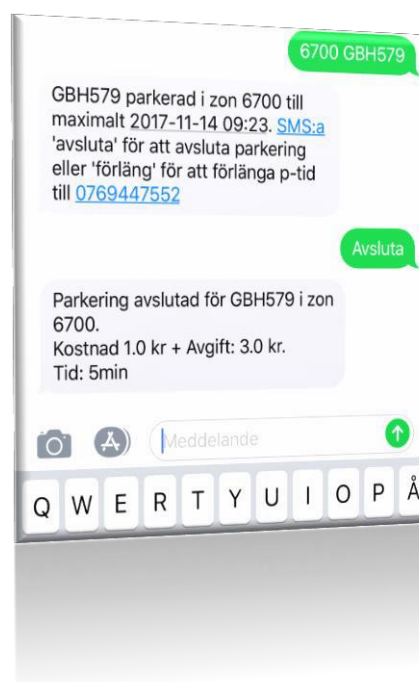 6700 GBH579
GBH579 parkerad i zon 6700 till
maximalt 2017-11-14 09:23. SMS:a
'avsluta' för att avsluta parkering
eller 'förläng' för att förlänga p-tid
till 0769447552
Avsluta
Parkering avslutad för GBH579 i zon
6700.
Kostnad 1.0 kr + Avgift: 3.0 kr.
Tid: 5min
Meddelande
Q W E R T Y U I O P Å